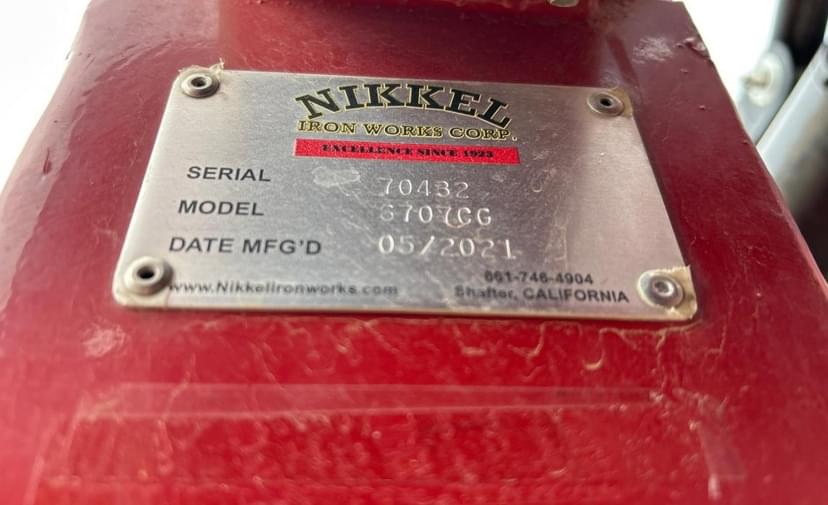 NIKKEL
IRON WORKS CORP.
EXCELLENCE SINCE 1923
SERIAL 70432
MODEL
DATE MFG'D 05/2021
www.Nikkelironworks.com
661-746-4904
Shafter, CALIFORNIA